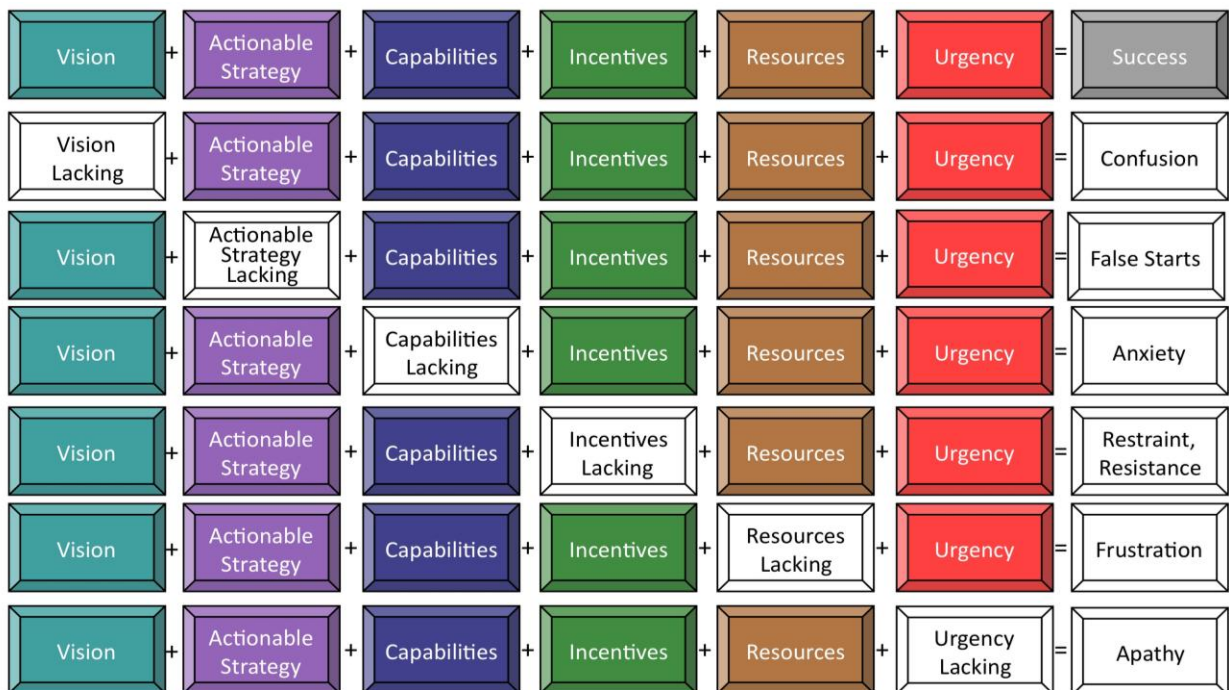 Vision + Actionable Strategy + Capabilities + Incentives + Resources + Urgency = Success
Vision Lacking + Actionable Strategy + Capabilities + Incentives + Resources + Urgency = Confusion
Vision + Actionable Strategy Lacking + Capabilities + Incentives + Resources + Urgency = False Starts
Vision + Actionable Strategy + Capabilities Lacking + Incentives + Resources + Urgency = Anxiety
Vision + Actionable Strategy + Capabilities + Incentives Lacking + Resources + Urgency = Restraint, Resistance
Vision + Actionable Strategy + Capabilities + Incentives + Resources Lacking + Urgency = Frustration
Vision + Actionable Strategy + Capabilities + Incentives + Resources + Urgency Lacking = Apathy